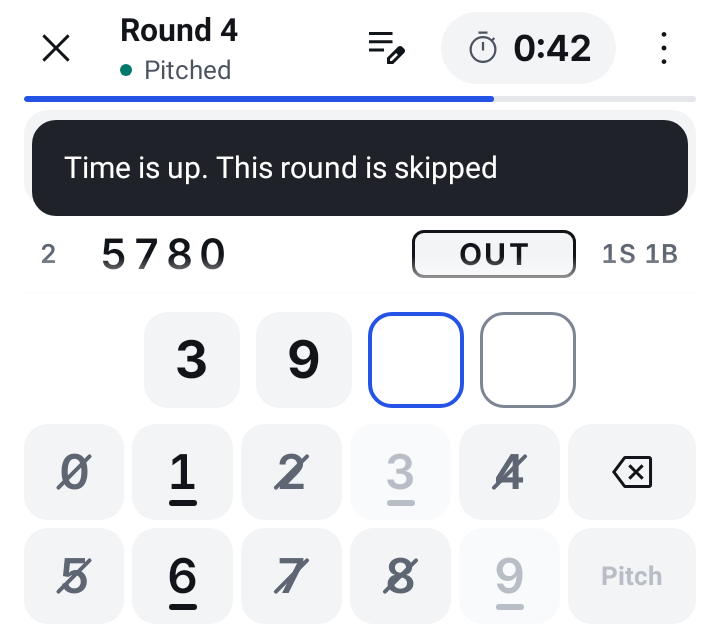 Round 4
Pitched
0:42
Time is up. This round is skipped
2 5780 OUT 1S 1B
3 9
0 1 2 3 4
5 6 7 8 9 Pitch